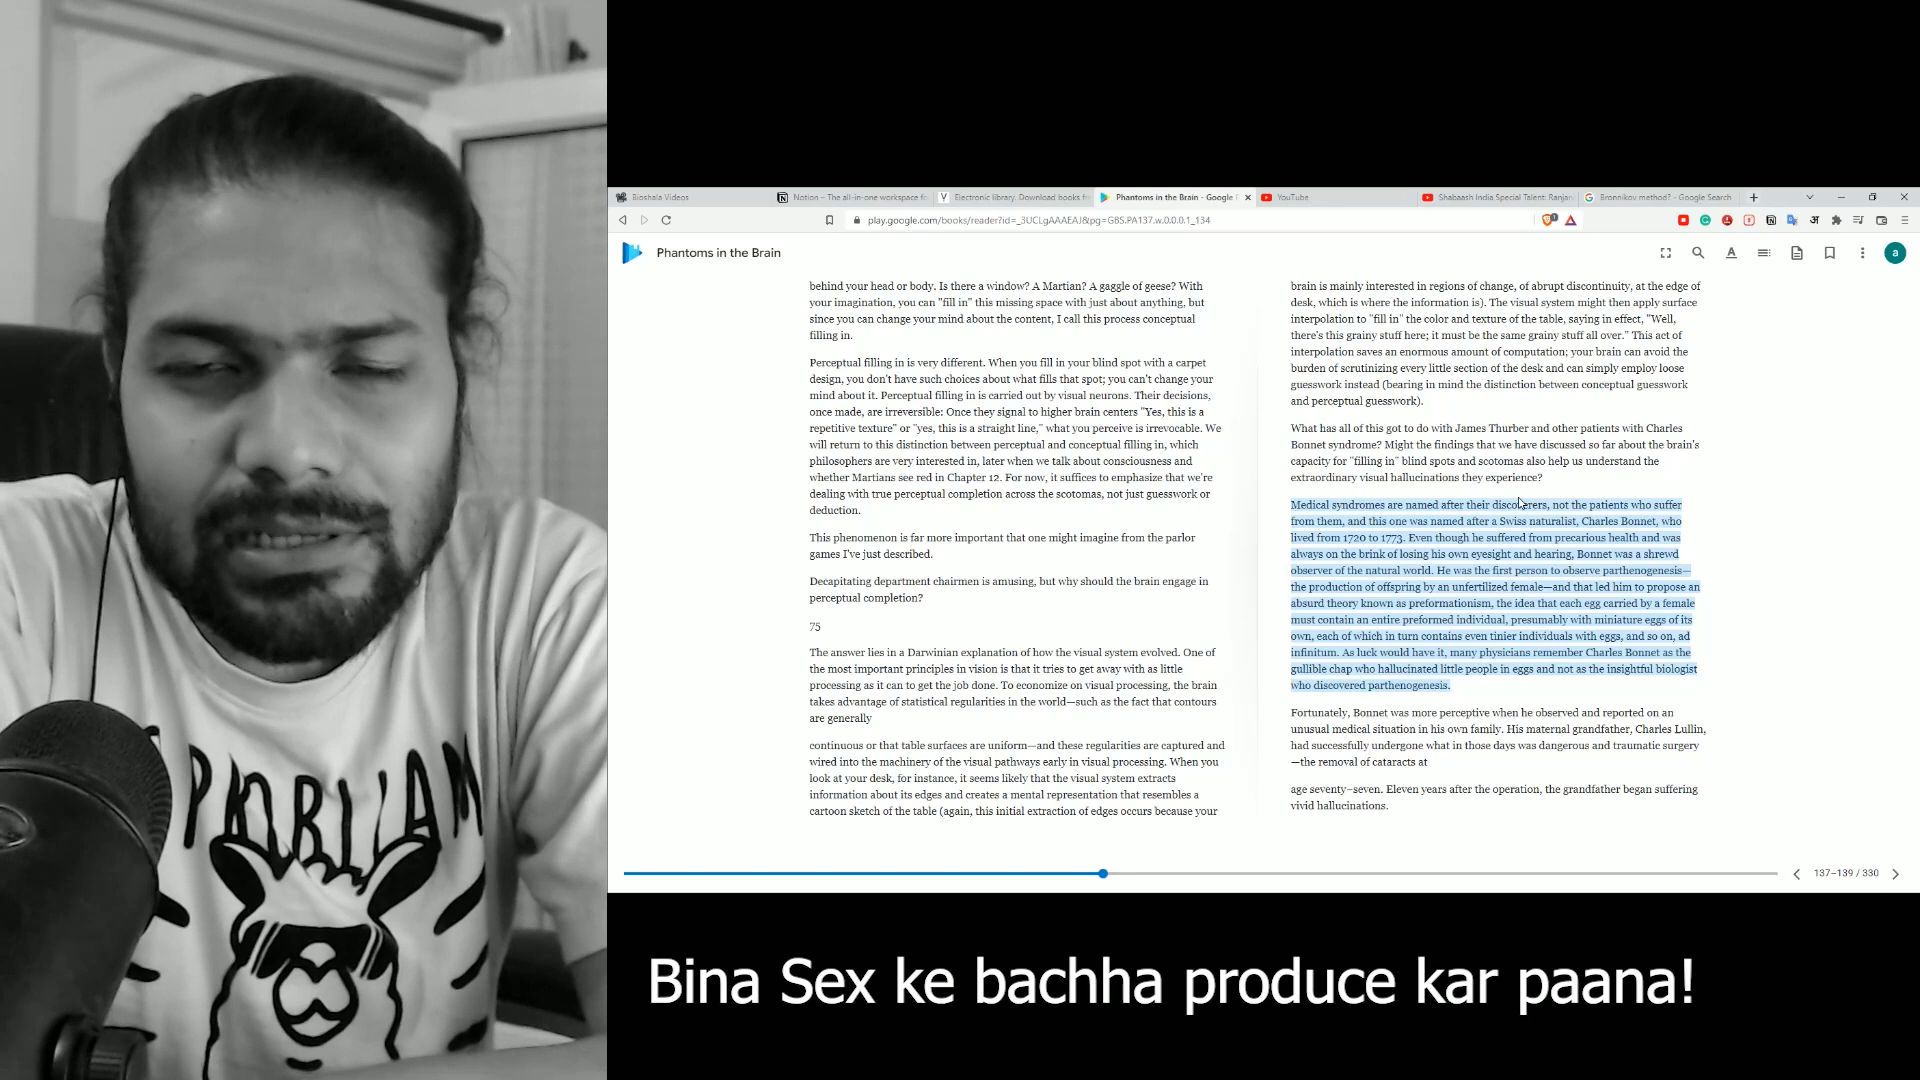 Bioshala Videos
Notion – The all-in-one workspace fo
Electronic library. Download books f
Phantoms in the Brain - Google
YouTube
Shabaash India Special Talent: Ranjan
Bronnikov method? - Google Search
play.google.com/books/reader?id=_3UCLgAAAEAJ&pg=GBS.PA137.w.0.0.0.1_134
Phantoms in the Brain
a
behind your head or body. Is there a window? A Martian? A gaggle of geese? With
your imagination, you can "fill in" this missing space with just about anything, but
since you can change your mind about the content, I call this process conceptual
filling in.
Perceptual filling in is very different. When you fill in your blind spot with a carpet
design, you don't have such choices about what fills that spot; you can't change your
mind about it. Perceptual filling in is carried out by visual neurons. Their decisions,
once made, are irreversible: Once they signal to higher brain centers "Yes, this is a
repetitive texture" or "yes, this is a straight line," what you perceive is irrevocable. We
will return to this distinction between perceptual and conceptual filling in, which
philosophers are very interested in, later when we talk about consciousness and
whether Martians see red in Chapter 12. For now, it suffices to emphasize that we're
dealing with true perceptual completion across the scotomas, not just guesswork or
deduction.
This phenomenon is far more important that one might imagine from the parlor
games I've just described.
Decapitating department chairmen is amusing, but why should the brain engage in
perceptual completion?
75
The answer lies in a Darwinian explanation of how the visual system evolved. One of
the most important principles in vision is that it tries to get away with as little
processing as it can to get the job done. To economize on visual processing, the brain
takes advantage of statistical regularities in the world—such as the fact that contours
are generally
continuous or that table surfaces are uniform—and these regularities are captured and
wired into the machinery of the visual pathways early in visual processing. When you
look at your desk, for instance, it seems likely that the visual system extracts
information about its edges and creates a mental representation that resembles a
cartoon sketch of the table (again, this initial extraction of edges occurs because your
brain is mainly interested in regions of change, of abrupt discontinuity, at the edge of
desk, which is where the information is). The visual system might then apply surface
interpolation to "fill in" the color and texture of the table, saying in effect, "Well,
there's this grainy stuff here; it must be the same grainy stuff all over." This act of
interpolation saves an enormous amount of computation; your brain can avoid the
burden of scrutinizing every little section of the desk and can simply employ loose
guesswork instead (bearing in mind the distinction between conceptual guesswork
and perceptual guesswork).
What has all of this got to do with James Thurber and other patients with Charles
Bonnet syndrome? Might the findings that we have discussed so far about the brain's
capacity for "filling in" blind spots and scotomas also help us understand the
extraordinary visual hallucinations they experience?
Medical syndromes are named after their discoverers, not the patients who suffer
from them, and this one was named after a Swiss naturalist, Charles Bonnet, who
lived from 1720 to 1773. Even though he suffered from precarious health and was
always on the brink of losing his own eyesight and hearing, Bonnet was a shrewd
observer of the natural world. He was the first person to observe parthenogenesis—
the production of offspring by an unfertilized female—and that led him to propose an
absurd theory known as preformationism, the idea that each egg carried by a female
must contain an entire preformed individual, presumably with miniature eggs of its
own, each of which in turn contains even tinier individuals with eggs, and so on, ad
infinitum. As luck would have it, many physicians remember Charles Bonnet as the
gullible chap who hallucinated little people in eggs and not as the insightful biologist
who discovered parthenogenesis.
Fortunately, Bonnet was more perceptive when he observed and reported on an
unusual medical situation in his own family. His maternal grandfather, Charles Lullin,
had successfully undergone what in those days was dangerous and traumatic surgery
—the removal of cataracts at
age seventy–seven. Eleven years after the operation, the grandfather began suffering
vivid hallucinations.
137–139 / 330
Bina Sex ke bachha produce kar paana!